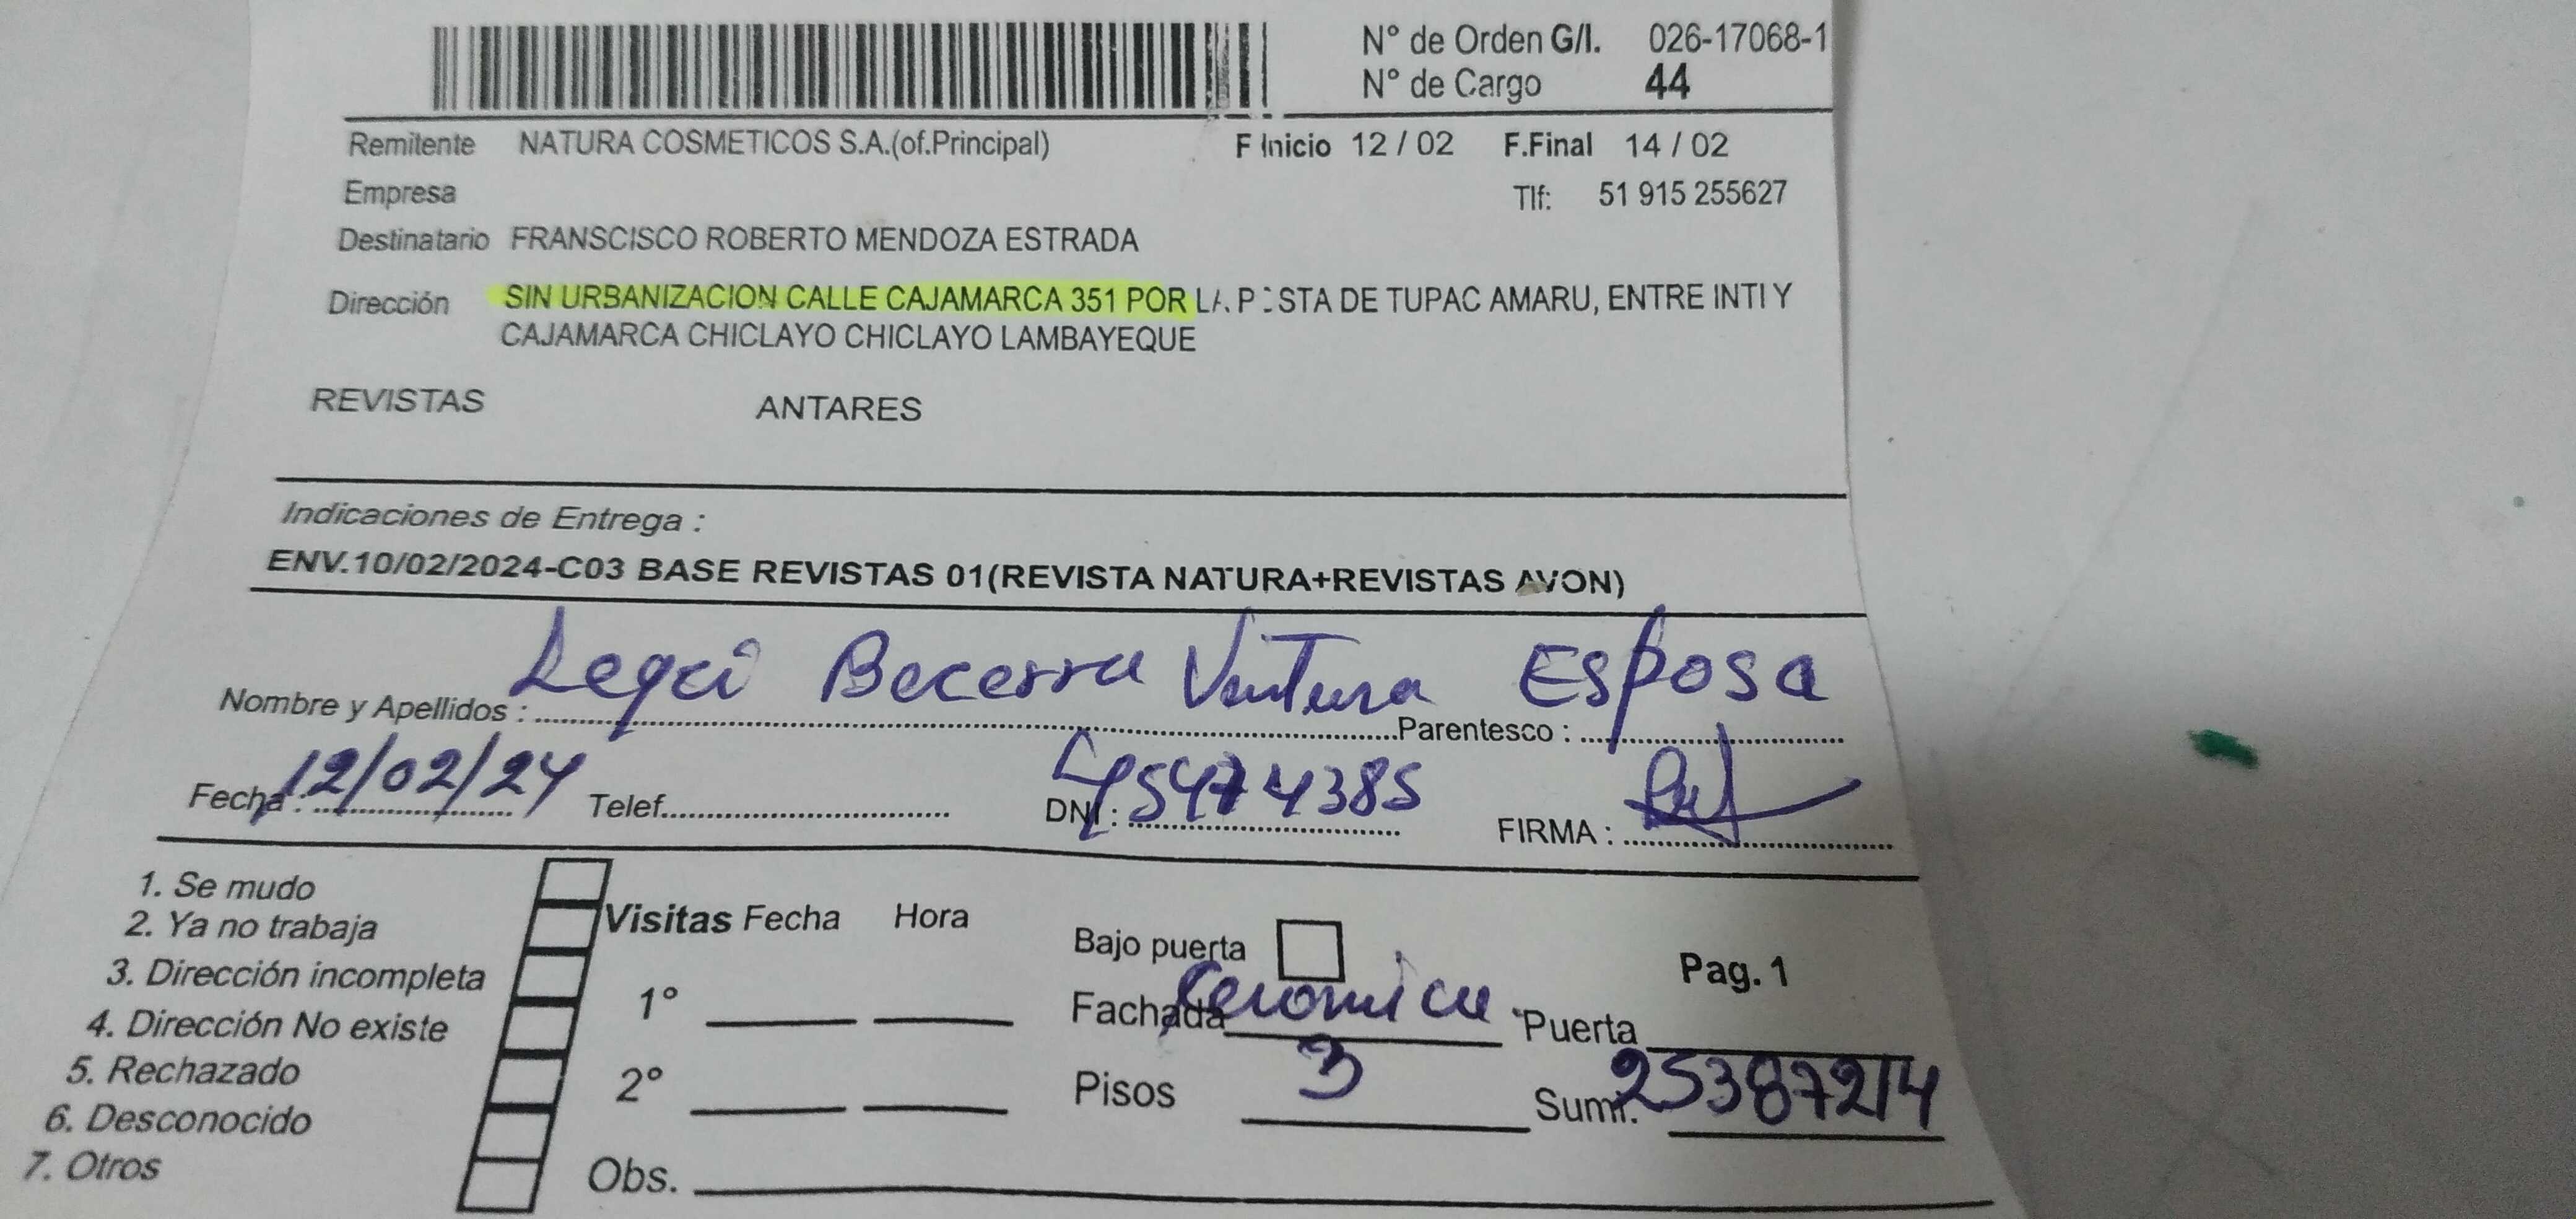 N° de Orden G/I. 026-17068-1
N° de Cargo 44
Remitente NATURA COSMETICOS S.A.(of.Principal) F Inicio 12 / 02 F.Final 14 / 02
Empresa Tlf: 51 915 255627
Destinatario FRANSCISCO ROBERTO MENDOZA ESTRADA
Dirección SIN URBANIZACION CALLE CAJAMARCA 351 POR LA POSTA DE TUPAC AMARU, ENTRE INTI Y
CAJAMARCA CHICLAYO CHICLAYO LAMBAYEQUE
REVISTAS ANTARES
Indicaciones de Entrega :
ENV.10/02/2024-C03 BASE REVISTAS 01(REVISTA NATURA+REVISTAS AVON)
Nombre y Apellidos : Becerra Ventura Parentesco : Esposa
Fecha : 12/02/24 Telef. DNI : 45474385 FIRMA :
1. Se mudo
2. Ya no trabaja
3. Dirección incompleta
4. Dirección No existe
5. Rechazado
6. Desconocido
7. Otros
Visitas Fecha Hora
1°
2°
Obs.
Bajo puerta
Fachada Ceromica Puerta
Pisos 3 Sumr. 25387214
Pag. 1